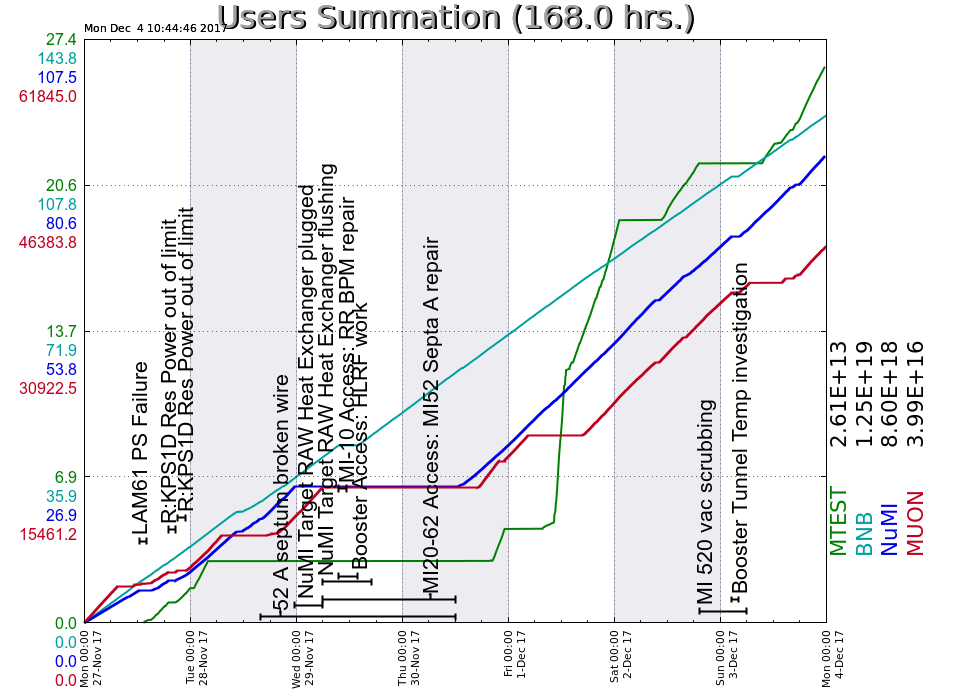 Users Summation (168.0 hrs.)
Mon Dec 4 10:44:46 2017
27.4
143.8
107.5
61845.0
20.6
107.8
80.6
46383.8
13.7
71.9
53.8
30922.5
6.9
35.9
26.9
15461.2
0.0
0.0
0.0
0.0
LAM61 PS Failure
R:KPS1D Res Power out of limit
R:KPS1D Res Power out of limit
52 A septum broken wire
NuMI Target RAW Heat Exchanger plugged
NuMI Target RAW Heat Exchanger flushing
MI-10 Access: RR BPM repair
Booster Access: HLRF work
MI20-62 Access: MI52 Septa A repair
MI 520 vac scrubbing
Booster Tunnel Temp investigation
Mon 00:00
27-Nov 17
Tue 00:00
28-Nov 17
Wed 00:00
29-Nov 17
Thu 00:00
30-Nov 17
Fri 00:00
1-Dec 17
Sat 00:00
2-Dec 17
Sun 00:00
3-Dec 17
Mon 00:00
4-Dec 17
MTEST 2.61E+13
BNB 1.25E+19
NuMI 8.60E+18
MUON 3.99E+16